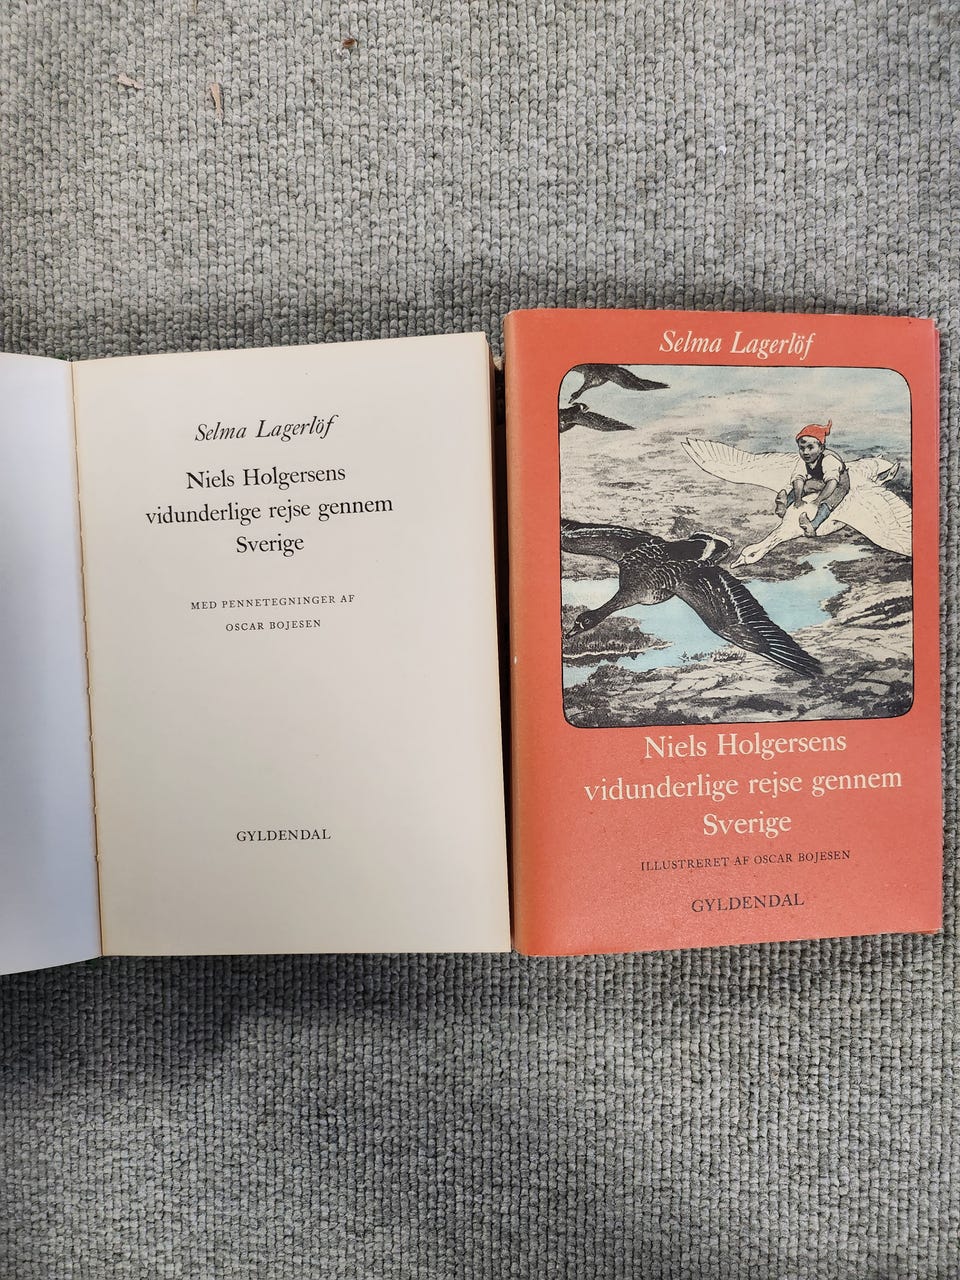 Selma Lagerlöf
Niels Holgersens
vidunderlige rejse gennem
Sverige
MED PENNETEGNINGER AF
OSCAR BOJESEN
GYLDENDAL
Selma Lagerlöf
Niels Holgersens
vidunderlige rejse gennem
Sverige
ILLUSTRERET AF OSCAR BOJESEN
GYLDENDAL